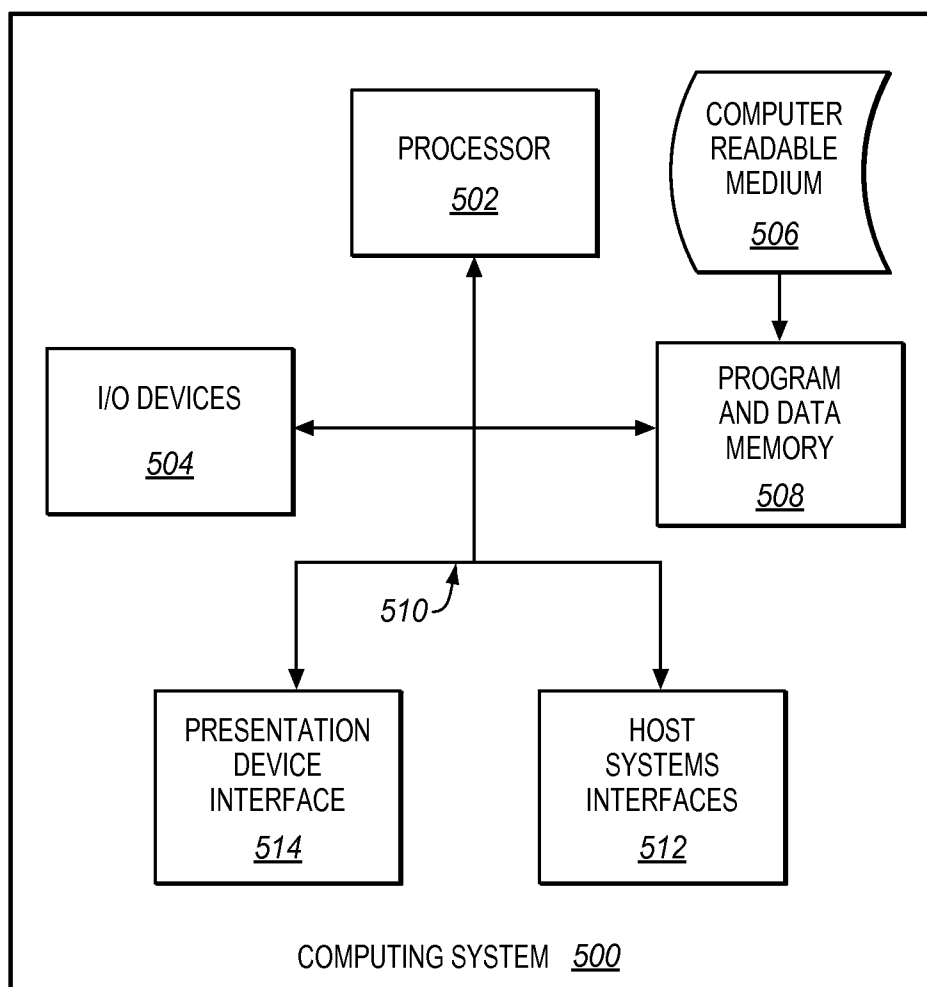 PROCESSOR
502
COMPUTER
READABLE
MEDIUM
506
I/O DEVICES
504
PROGRAM
AND DATA
MEMORY
508
510
PRESENTATION
DEVICE
INTERFACE
514
HOST
SYSTEMS
INTERFACES
512
COMPUTING SYSTEM 500